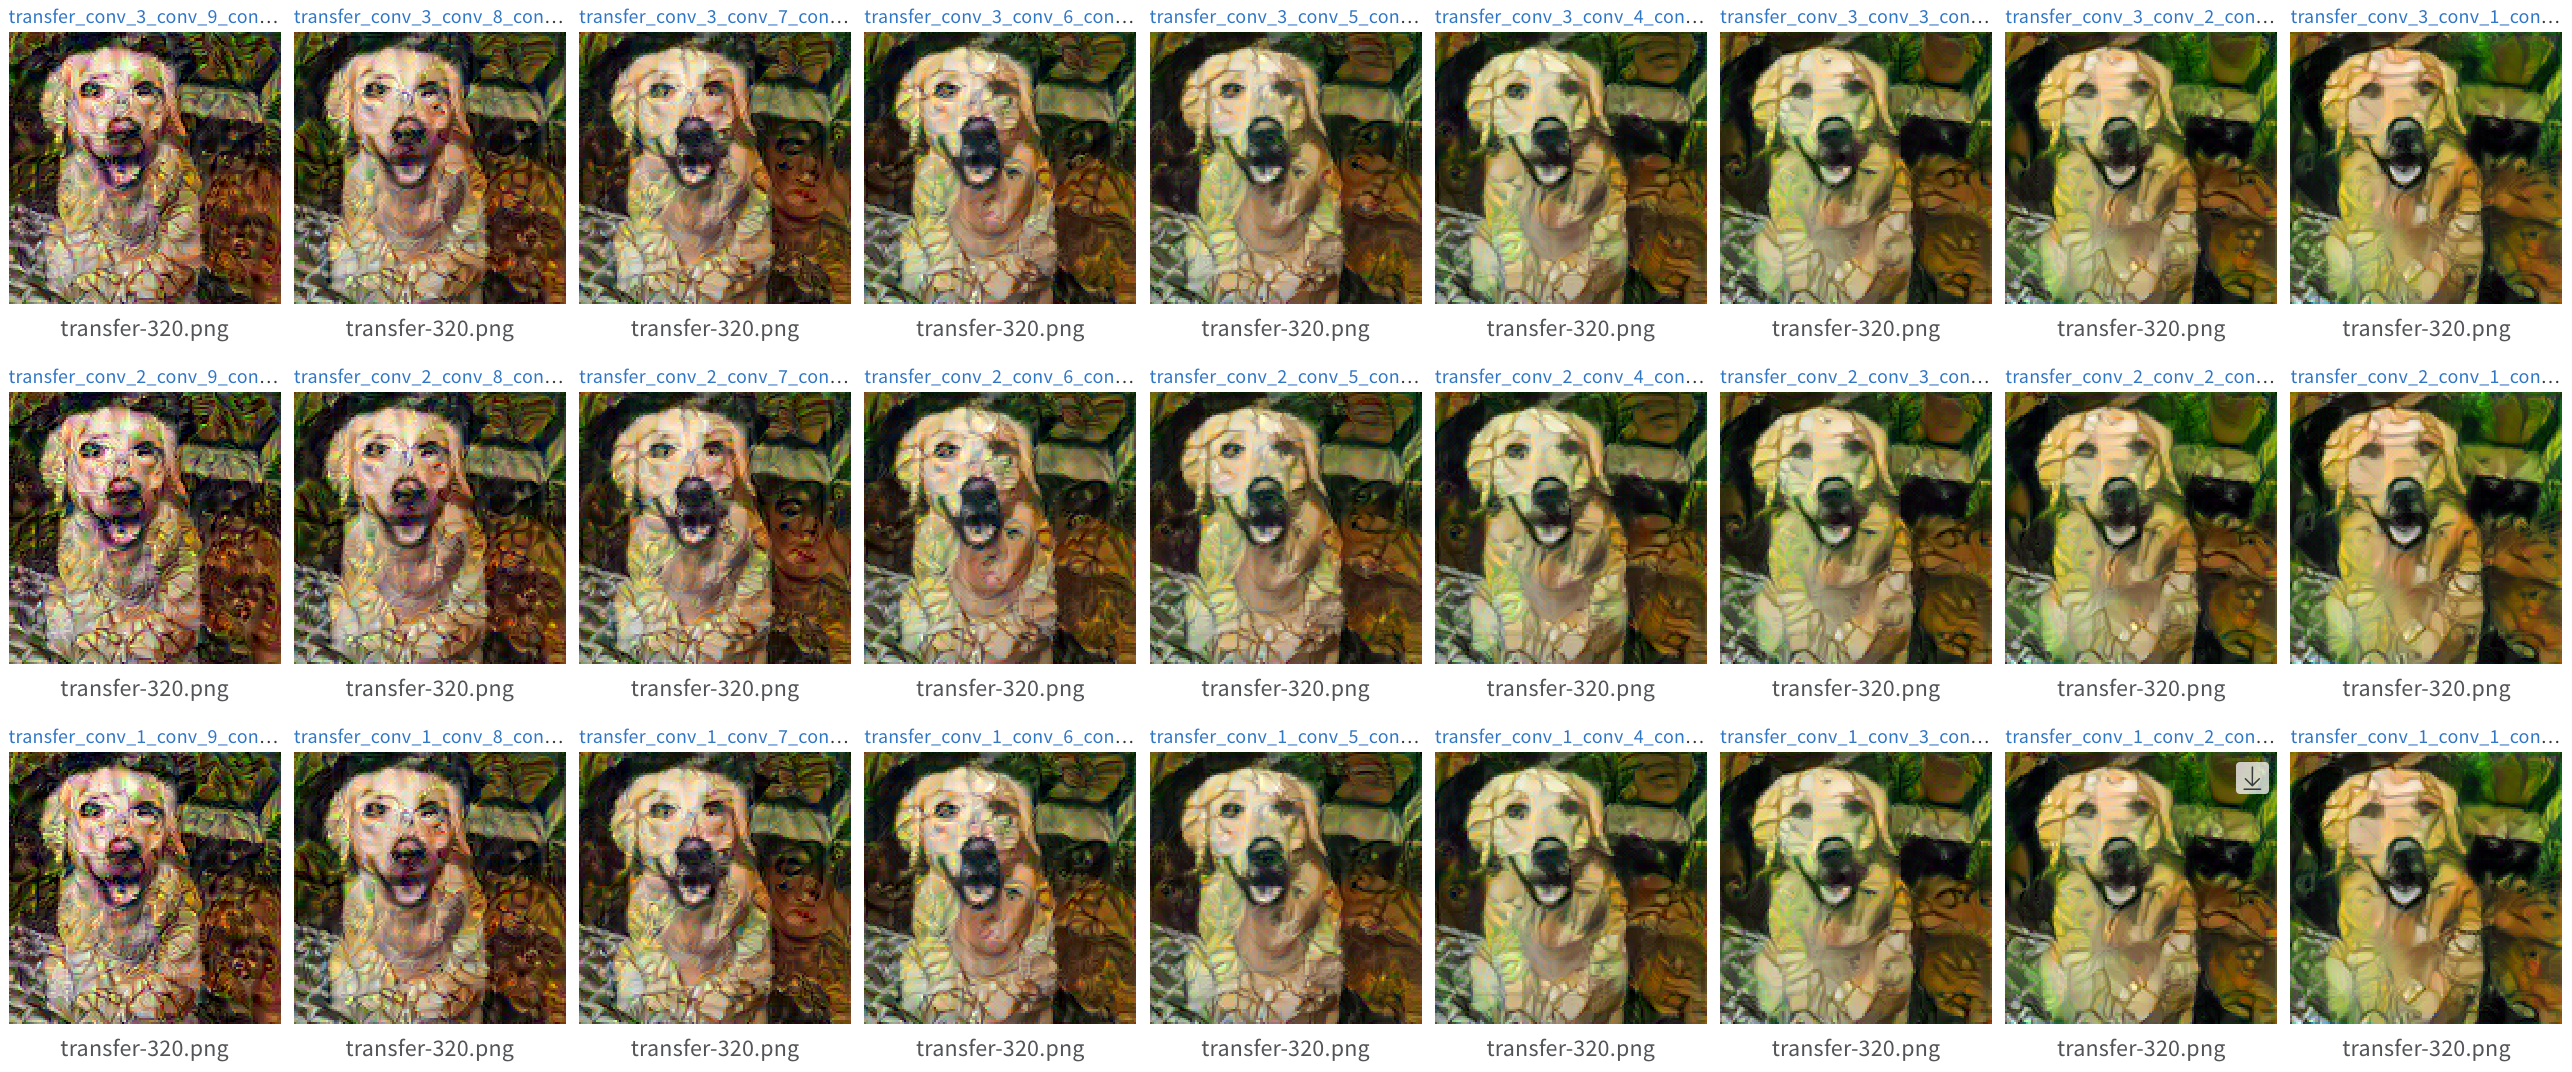 transfer_conv_3_conv_9_con... transfer_conv_3_conv_8_con... transfer_conv_3_conv_7_con... transfer_conv_3_conv_6_con... transfer_conv_3_conv_5_con... transfer_conv_3_conv_4_con... transfer_conv_3_conv_3_con... transfer_conv_3_conv_2_con... transfer_conv_3_conv_1_con...
transfer-320.png transfer-320.png transfer-320.png transfer-320.png transfer-320.png transfer-320.png transfer-320.png transfer-320.png transfer-320.png
transfer_conv_2_conv_9_con... transfer_conv_2_conv_8_con... transfer_conv_2_conv_7_con... transfer_conv_2_conv_6_con... transfer_conv_2_conv_5_con... transfer_conv_2_conv_4_con... transfer_conv_2_conv_3_con... transfer_conv_2_conv_2_con... transfer_conv_2_conv_1_con...
transfer-320.png transfer-320.png transfer-320.png transfer-320.png transfer-320.png transfer-320.png transfer-320.png transfer-320.png transfer-320.png
transfer_conv_1_conv_9_con... transfer_conv_1_conv_8_con... transfer_conv_1_conv_7_con... transfer_conv_1_conv_6_con... transfer_conv_1_conv_5_con... transfer_conv_1_conv_4_con... transfer_conv_1_conv_3_con... transfer_conv_1_conv_2_con... transfer_conv_1_conv_1_con...
transfer-320.png transfer-320.png transfer-320.png transfer-320.png transfer-320.png transfer-320.png transfer-320.png transfer-320.png transfer-320.png